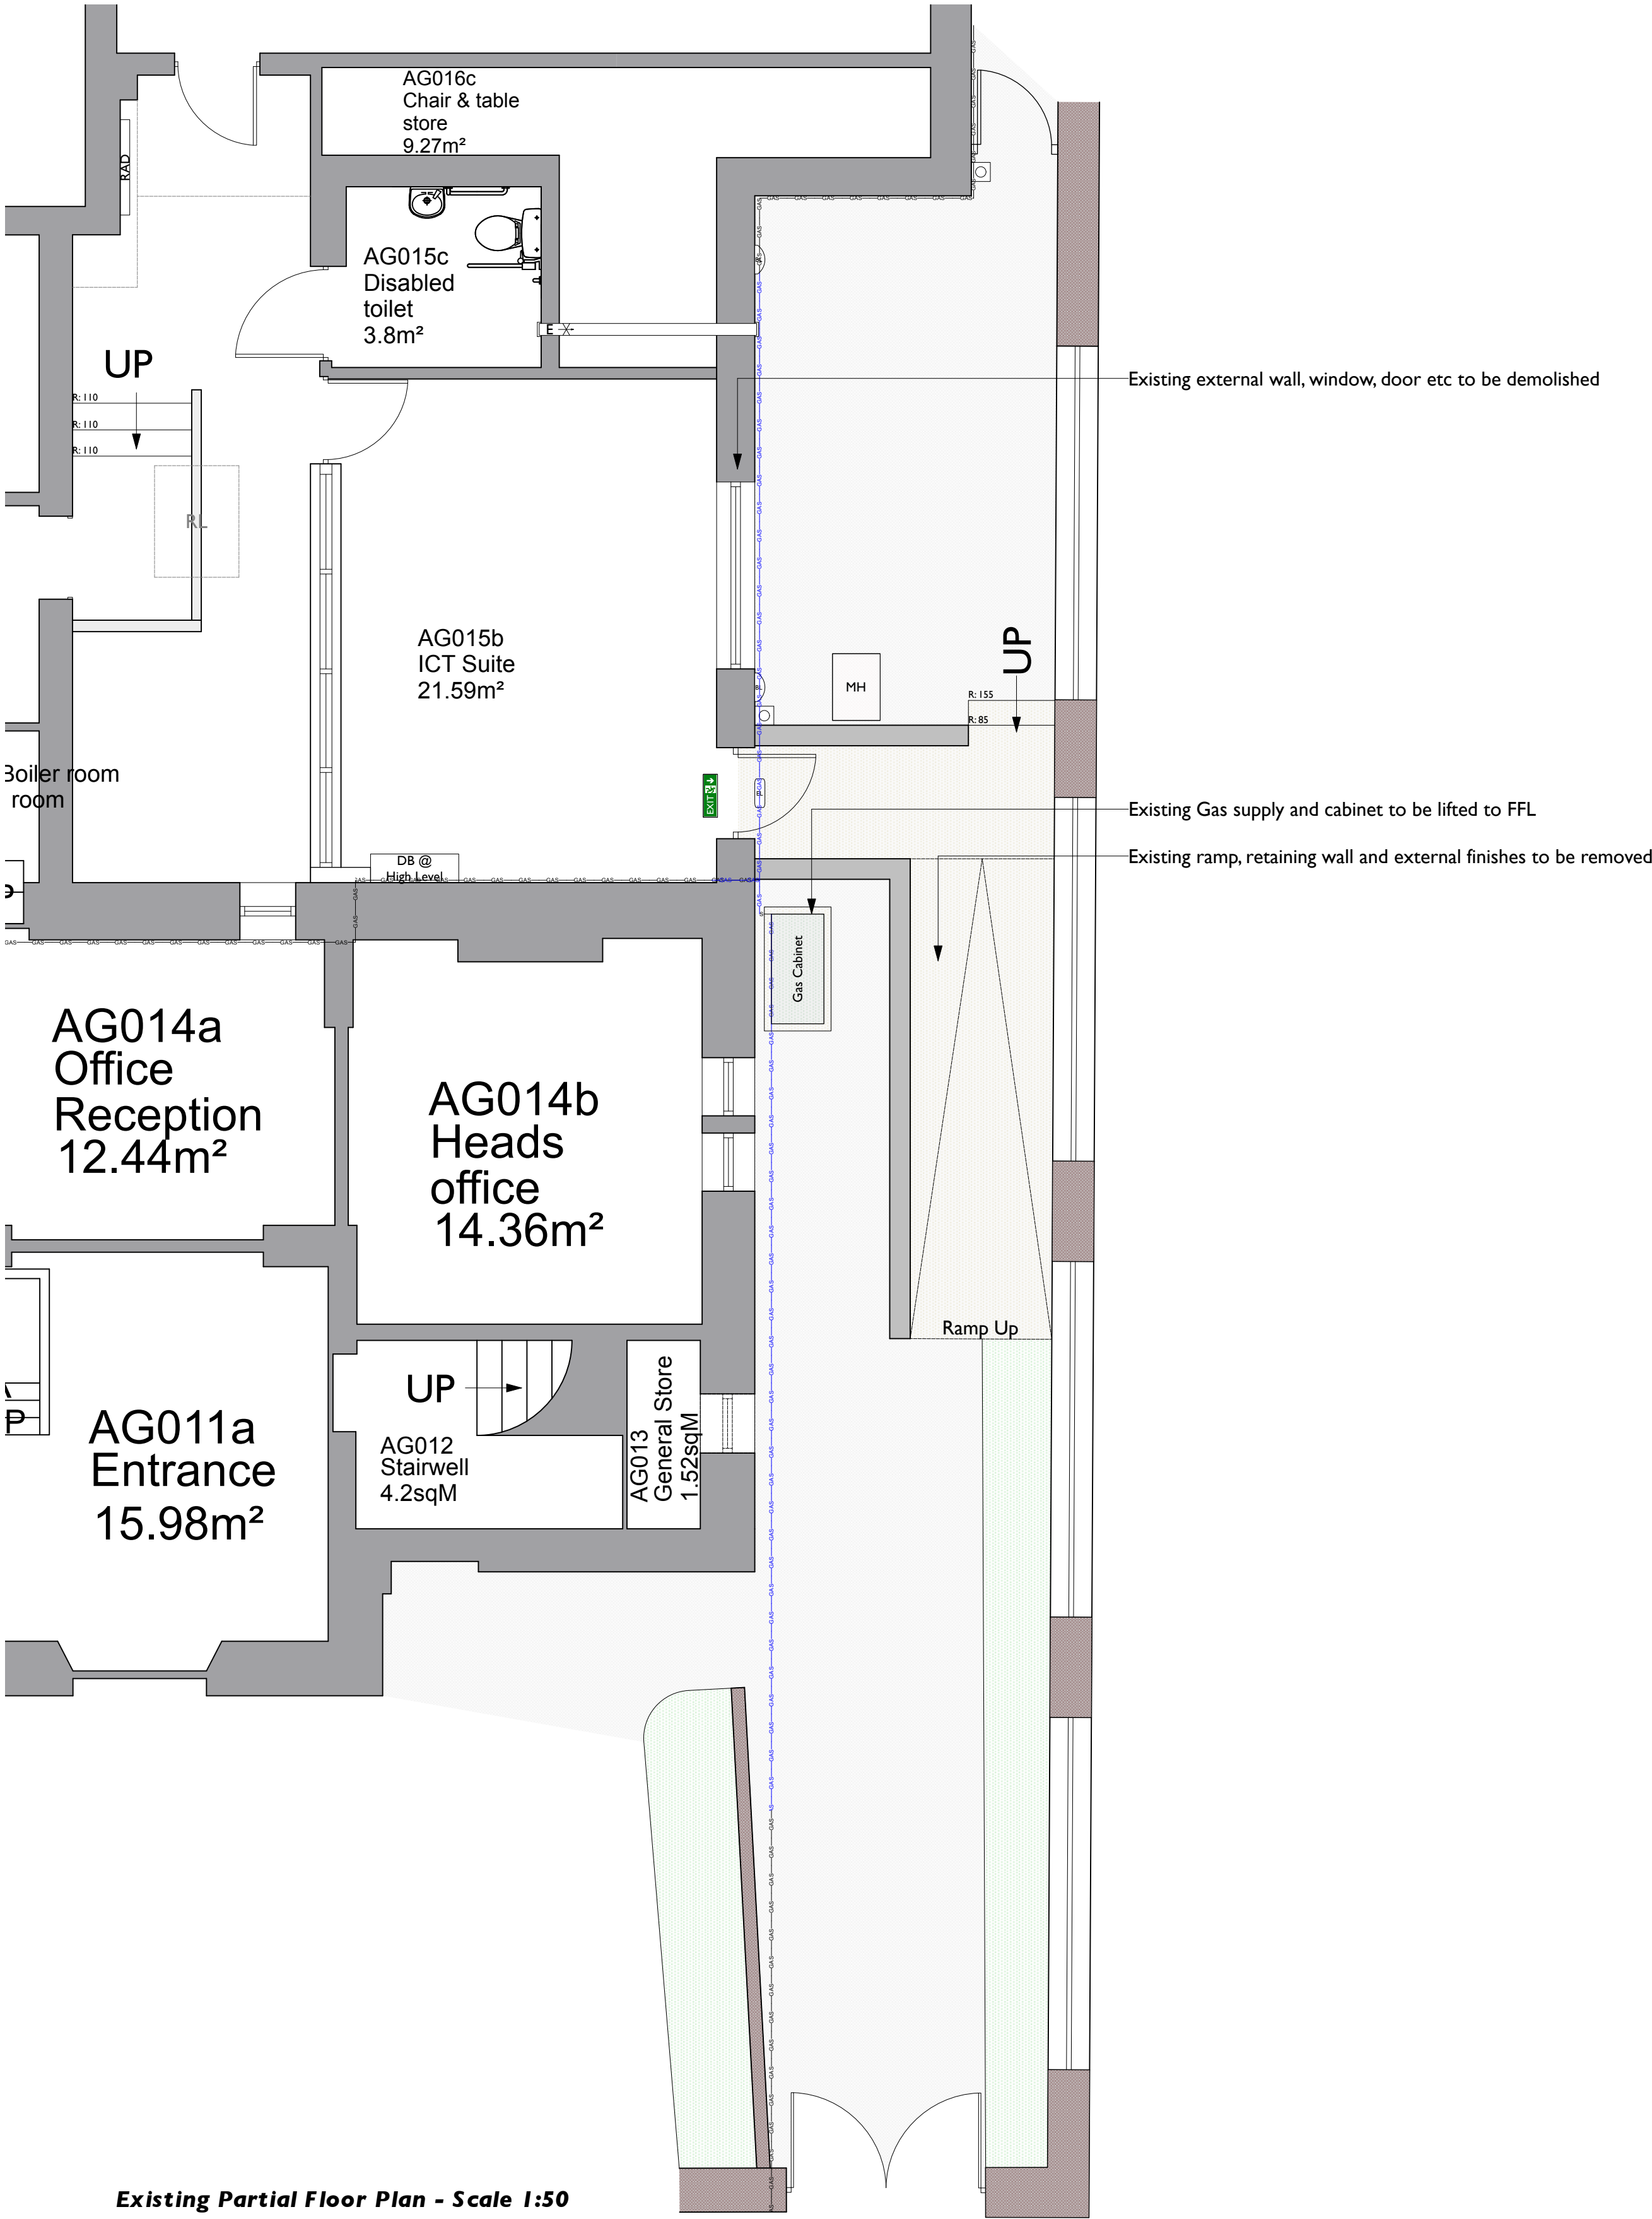 AG016c
Chair & table
store
9.27m²
RAD
AG015c
Disabled
toilet
3.8m²
E
UP
R: 110
R: 110
R: 110
RL
Existing external wall, window, door etc to be demolished
AG015b
ICT Suite
21.59m²
MH
UP
R: 155
R: 85
BL
Boiler room
room
EXIT
Existing Gas supply and cabinet to be lifted to FFL
Existing ramp, retaining wall and external finishes to be removed
DB @
High Level
GAS
Gas Cabinet
AG014a
Office
Reception
12.44m²
AG014b
Heads
office
14.36m²
Ramp Up
UP
AG012
Stairwell
4.2sqM
AG013
General Store
1.52sqM
P
AG011a
Entrance
15.98m²
Existing Partial Floor Plan - Scale 1:50